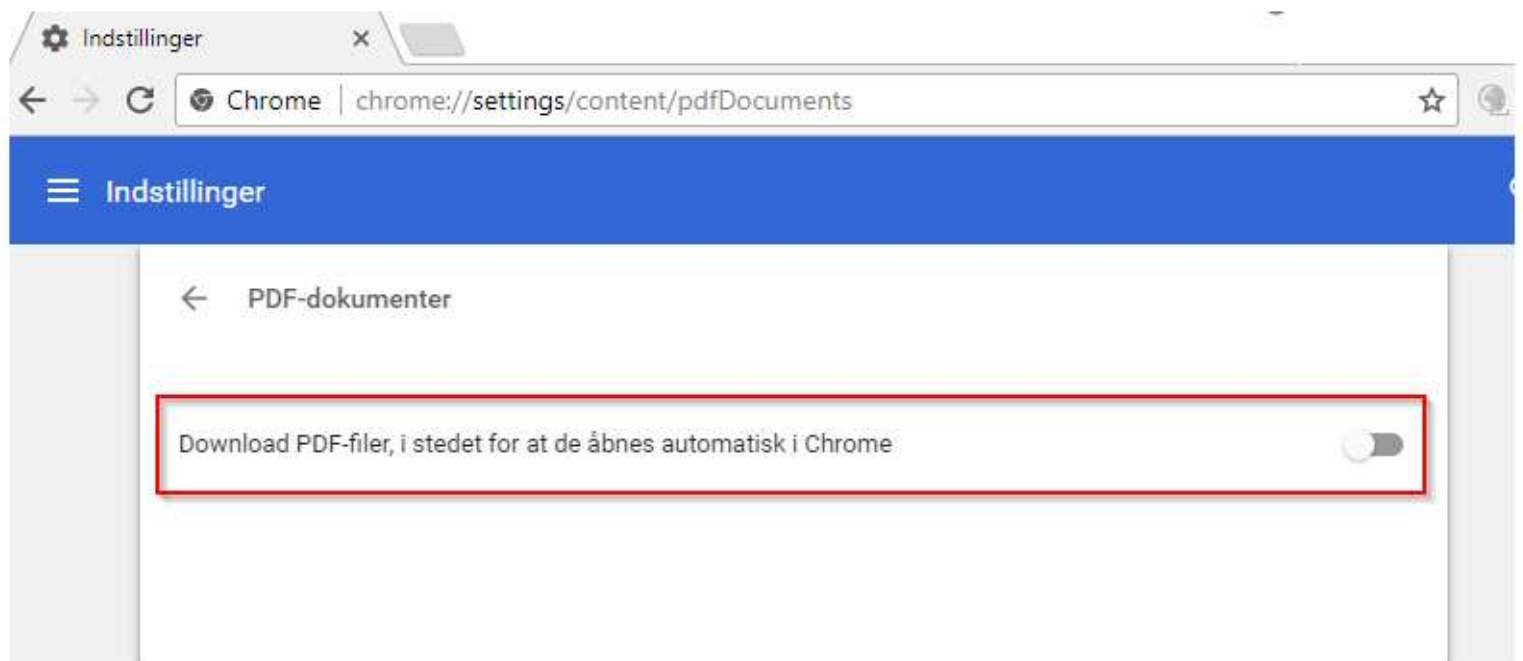 Indstillinger
Chrome | chrome://settings/content/pdfDocuments
Indstillinger
PDF-dokumenter
Download PDF-filer, i stedet for at de åbnes automatisk i Chrome